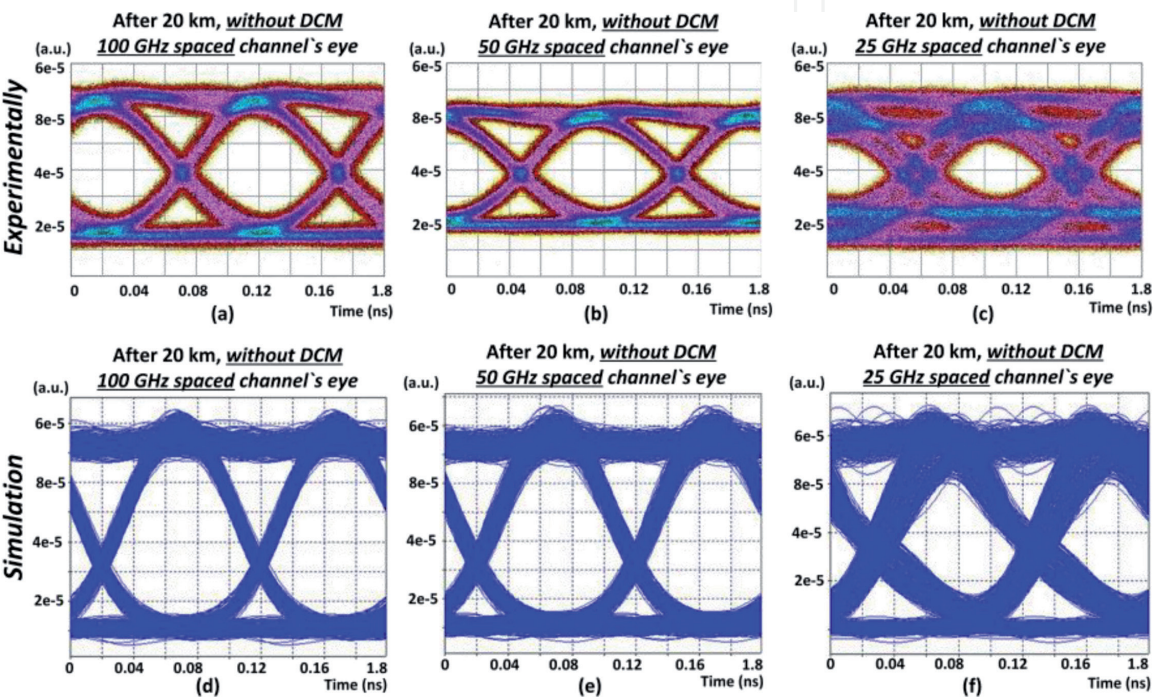 After 20 km, without DCM
100 GHz spaced channel`s eye
(a.u.)
6e-5
8e-5
4e-5
2e-5
0 0.04 0.08 0.12 0.16 1.8
Time (ns)
(a)
After 20 km, without DCM
50 GHz spaced channel`s eye
(a.u.)
6e-5
8e-5
4e-5
2e-5
0 0.04 0.08 0.12 0.16 1.8
Time (ns)
(b)
After 20 km, without DCM
25 GHz spaced channel`s eye
(a.u.)
6e-5
8e-5
4e-5
2e-5
0 0.04 0.08 0.12 0.16 1.8
Time (ns)
(c)
Experimentally
After 20 km, without DCM
100 GHz spaced channel`s eye
(a.u.)
6e-5
8e-5
4e-5
2e-5
0 0.04 0.08 0.12 0.16 1.8
Time (ns)
(d)
After 20 km, without DCM
50 GHz spaced channel`s eye
(a.u.)
6e-5
8e-5
4e-5
2e-5
0 0.04 0.08 0.12 0.16 1.8
Time (ns)
(e)
After 20 km, without DCM
25 GHz spaced channel`s eye
(a.u.)
6e-5
8e-5
4e-5
2e-5
0 0.04 0.08 0.12 0.16 1.8
Time (ns)
(f)
Simulation